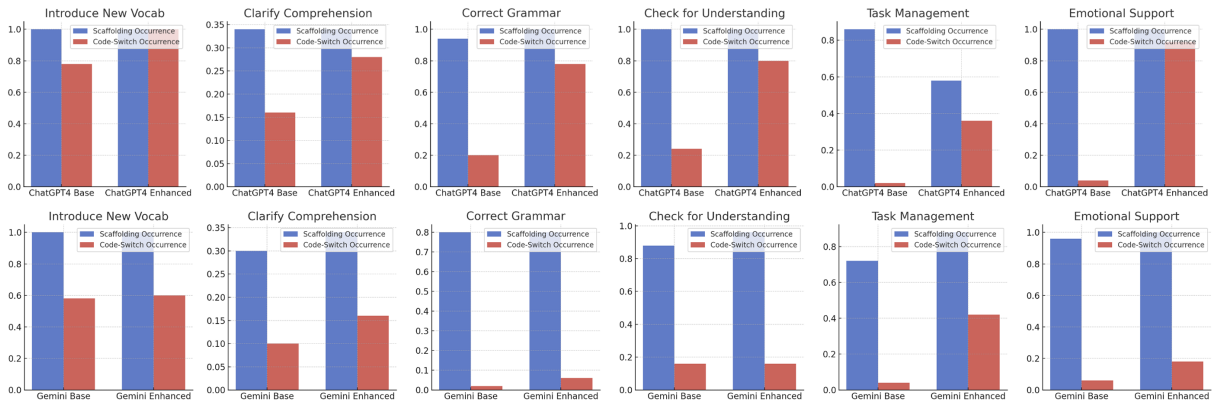 Introduce New Vocab
Scaffolding Occurrence
Code-Switch Occurrence
1.0
0.8
0.6
0.4
0.2
0.0
ChatGPT4 Base ChatGPT4 Enhanced
Clarify Comprehension
Scaffolding Occurrence
Code-Switch Occurrence
0.35
0.30
0.25
0.20
0.15
0.10
0.05
0.00
ChatGPT4 Base ChatGPT4 Enhanced
Correct Grammar
Scaffolding Occurrence
Code-Switch Occurrence
1.0
0.8
0.6
0.4
0.2
0.0
ChatGPT4 Base ChatGPT4 Enhanced
Check for Understanding
Scaffolding Occurrence
Code-Switch Occurrence
1.0
0.8
0.6
0.4
0.2
0.0
ChatGPT4 Base ChatGPT4 Enhanced
Task Management
Scaffolding Occurrence
Code-Switch Occurrence
0.8
0.6
0.4
0.2
0.0
ChatGPT4 Base ChatGPT4 Enhanced
Emotional Support
Scaffolding Occurrence
Code-Switch Occurrence
1.0
0.8
0.6
0.4
0.2
0.0
ChatGPT4 Base ChatGPT4 Enhanced
Introduce New Vocab
Scaffolding Occurrence
Code-Switch Occurrence
1.0
0.8
0.6
0.4
0.2
0.0
Gemini Base Gemini Enhanced
Clarify Comprehension
Scaffolding Occurrence
Code-Switch Occurrence
0.35
0.30
0.25
0.20
0.15
0.10
0.05
0.00
Gemini Base Gemini Enhanced
Correct Grammar
Scaffolding Occurrence
Code-Switch Occurrence
0.8
0.7
0.6
0.5
0.4
0.3
0.2
0.1
0.0
Gemini Base Gemini Enhanced
Check for Understanding
Scaffolding Occurrence
Code-Switch Occurrence
1.0
0.8
0.6
0.4
0.2
0.0
Gemini Base Gemini Enhanced
Task Management
Scaffolding Occurrence
Code-Switch Occurrence
0.8
0.6
0.4
0.2
0.0
Gemini Base Gemini Enhanced
Emotional Support
Scaffolding Occurrence
Code-Switch Occurrence
1.0
0.8
0.6
0.4
0.2
0.0
Gemini Base Gemini Enhanced